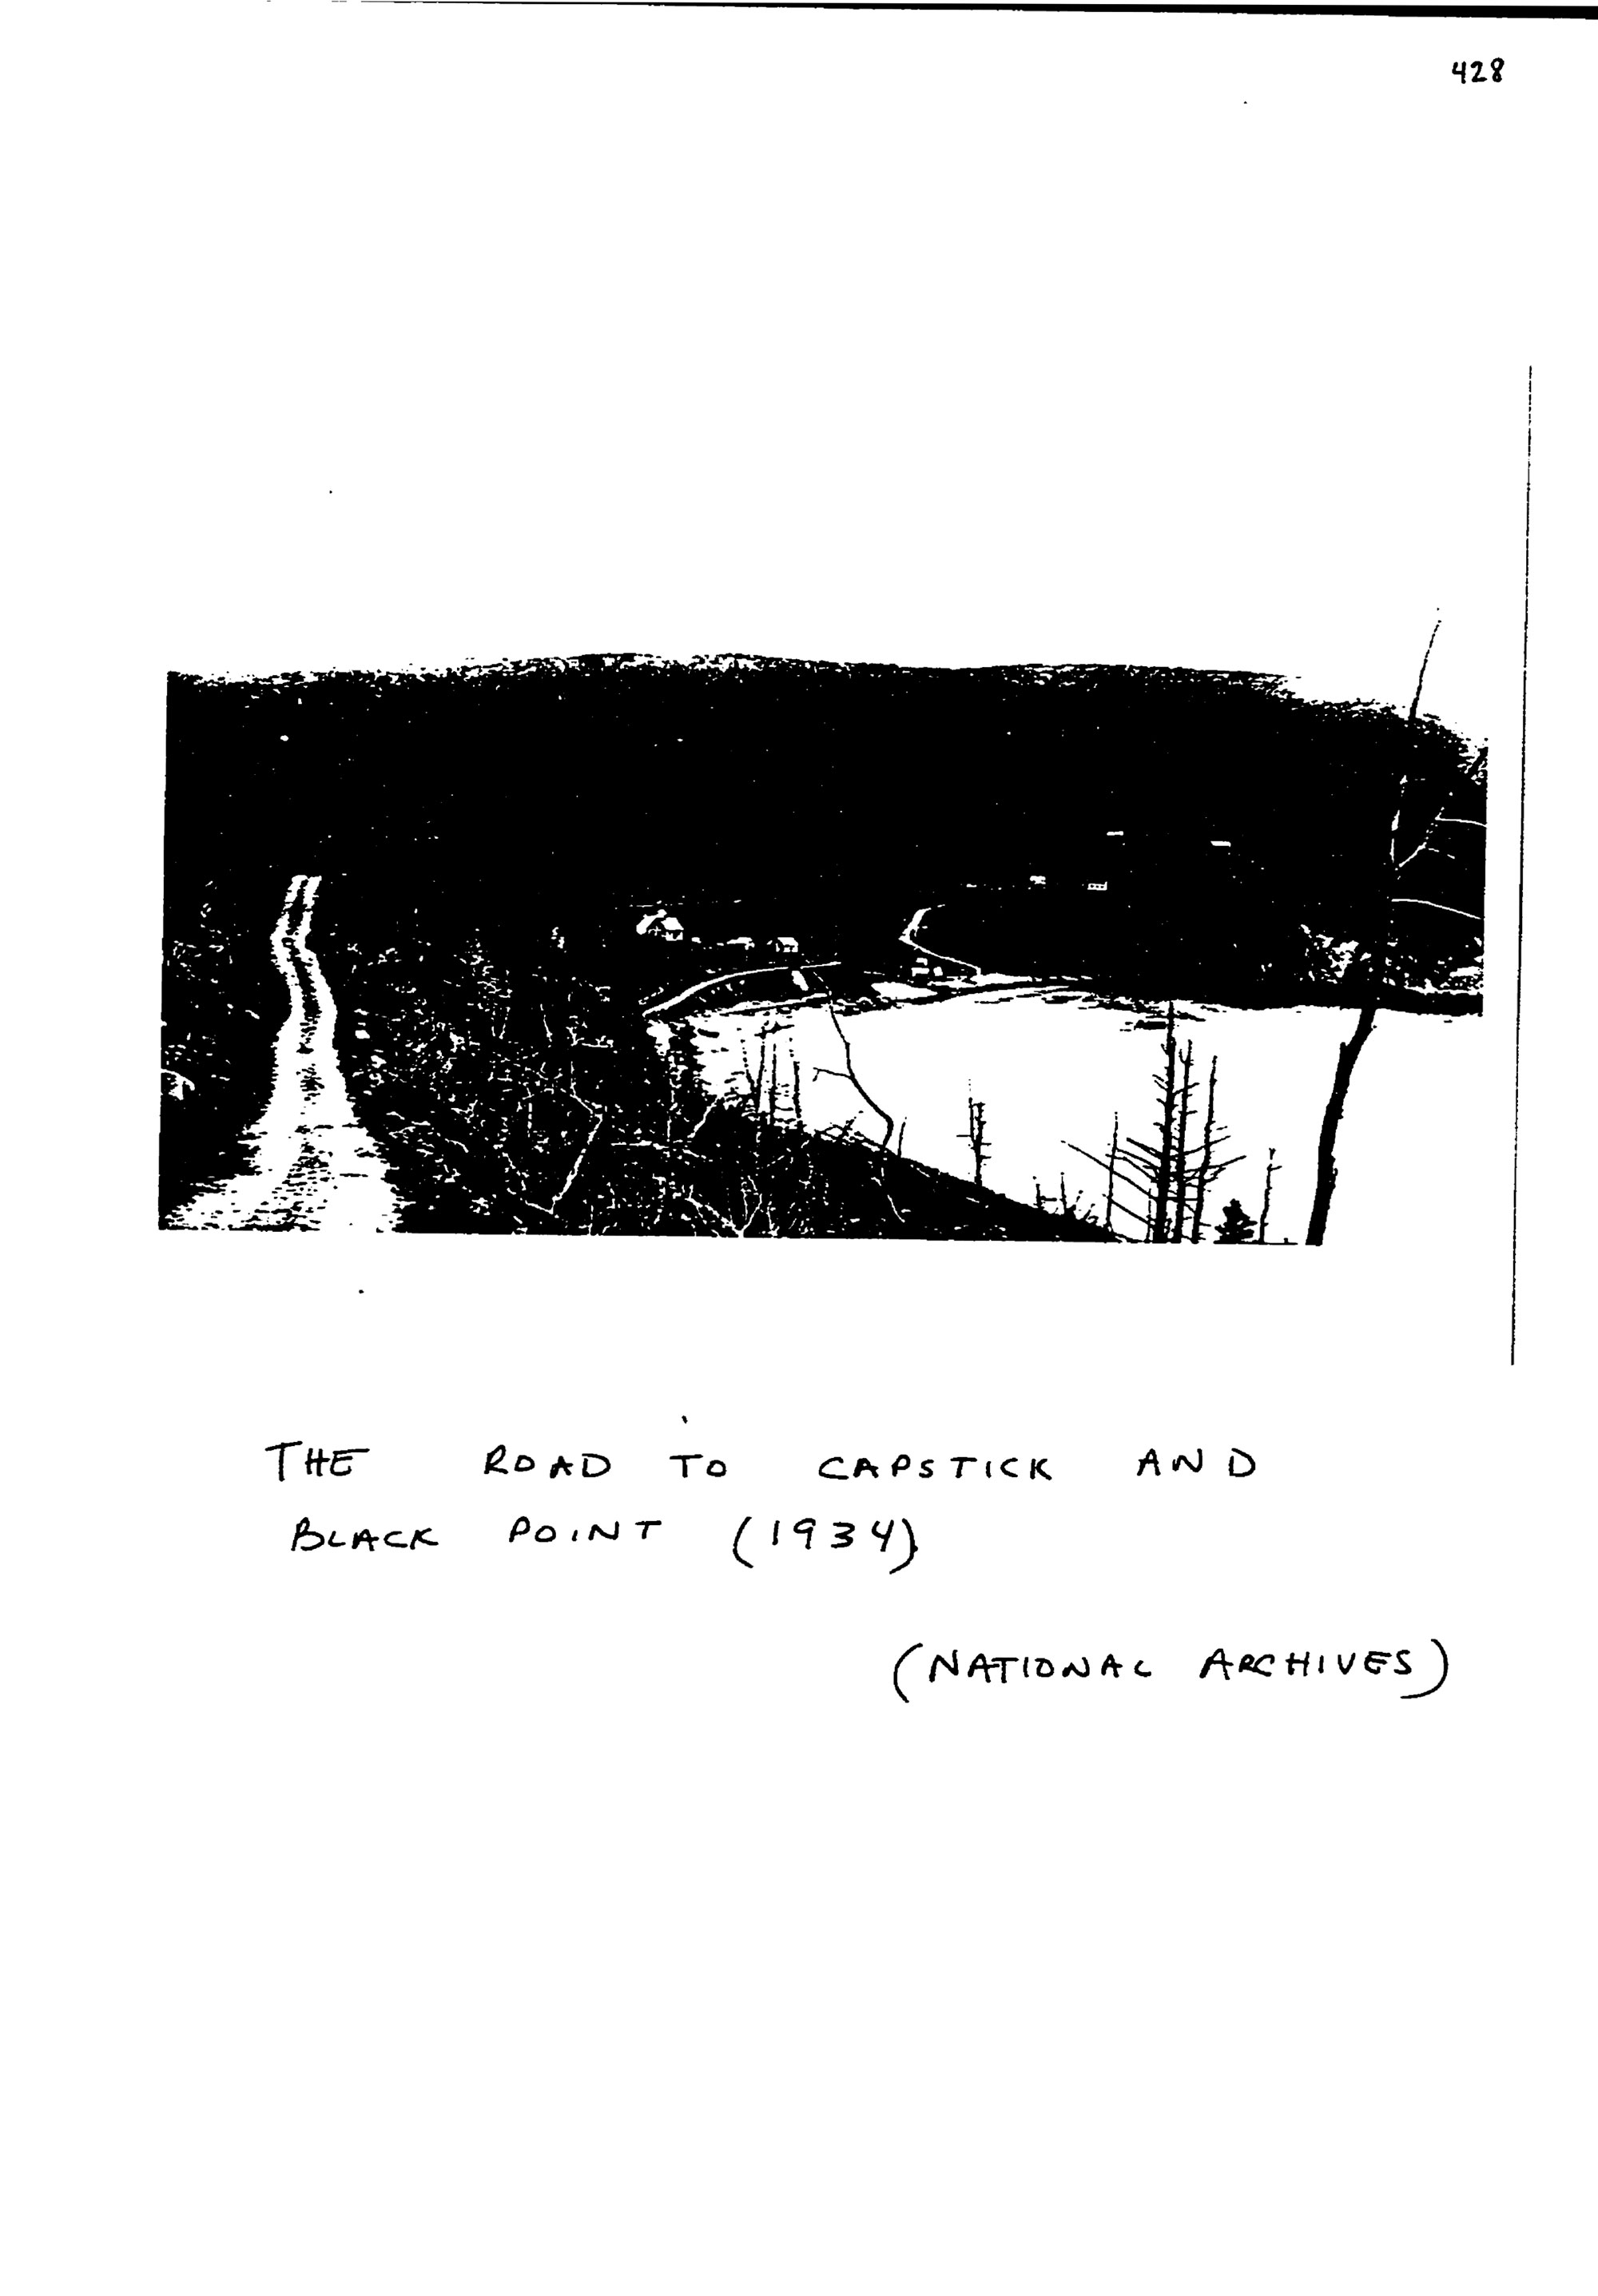 428
THE ROAD TO CAPSTICK AND
BLACK POINT (1934)
(NATIONAL ARCHIVES)